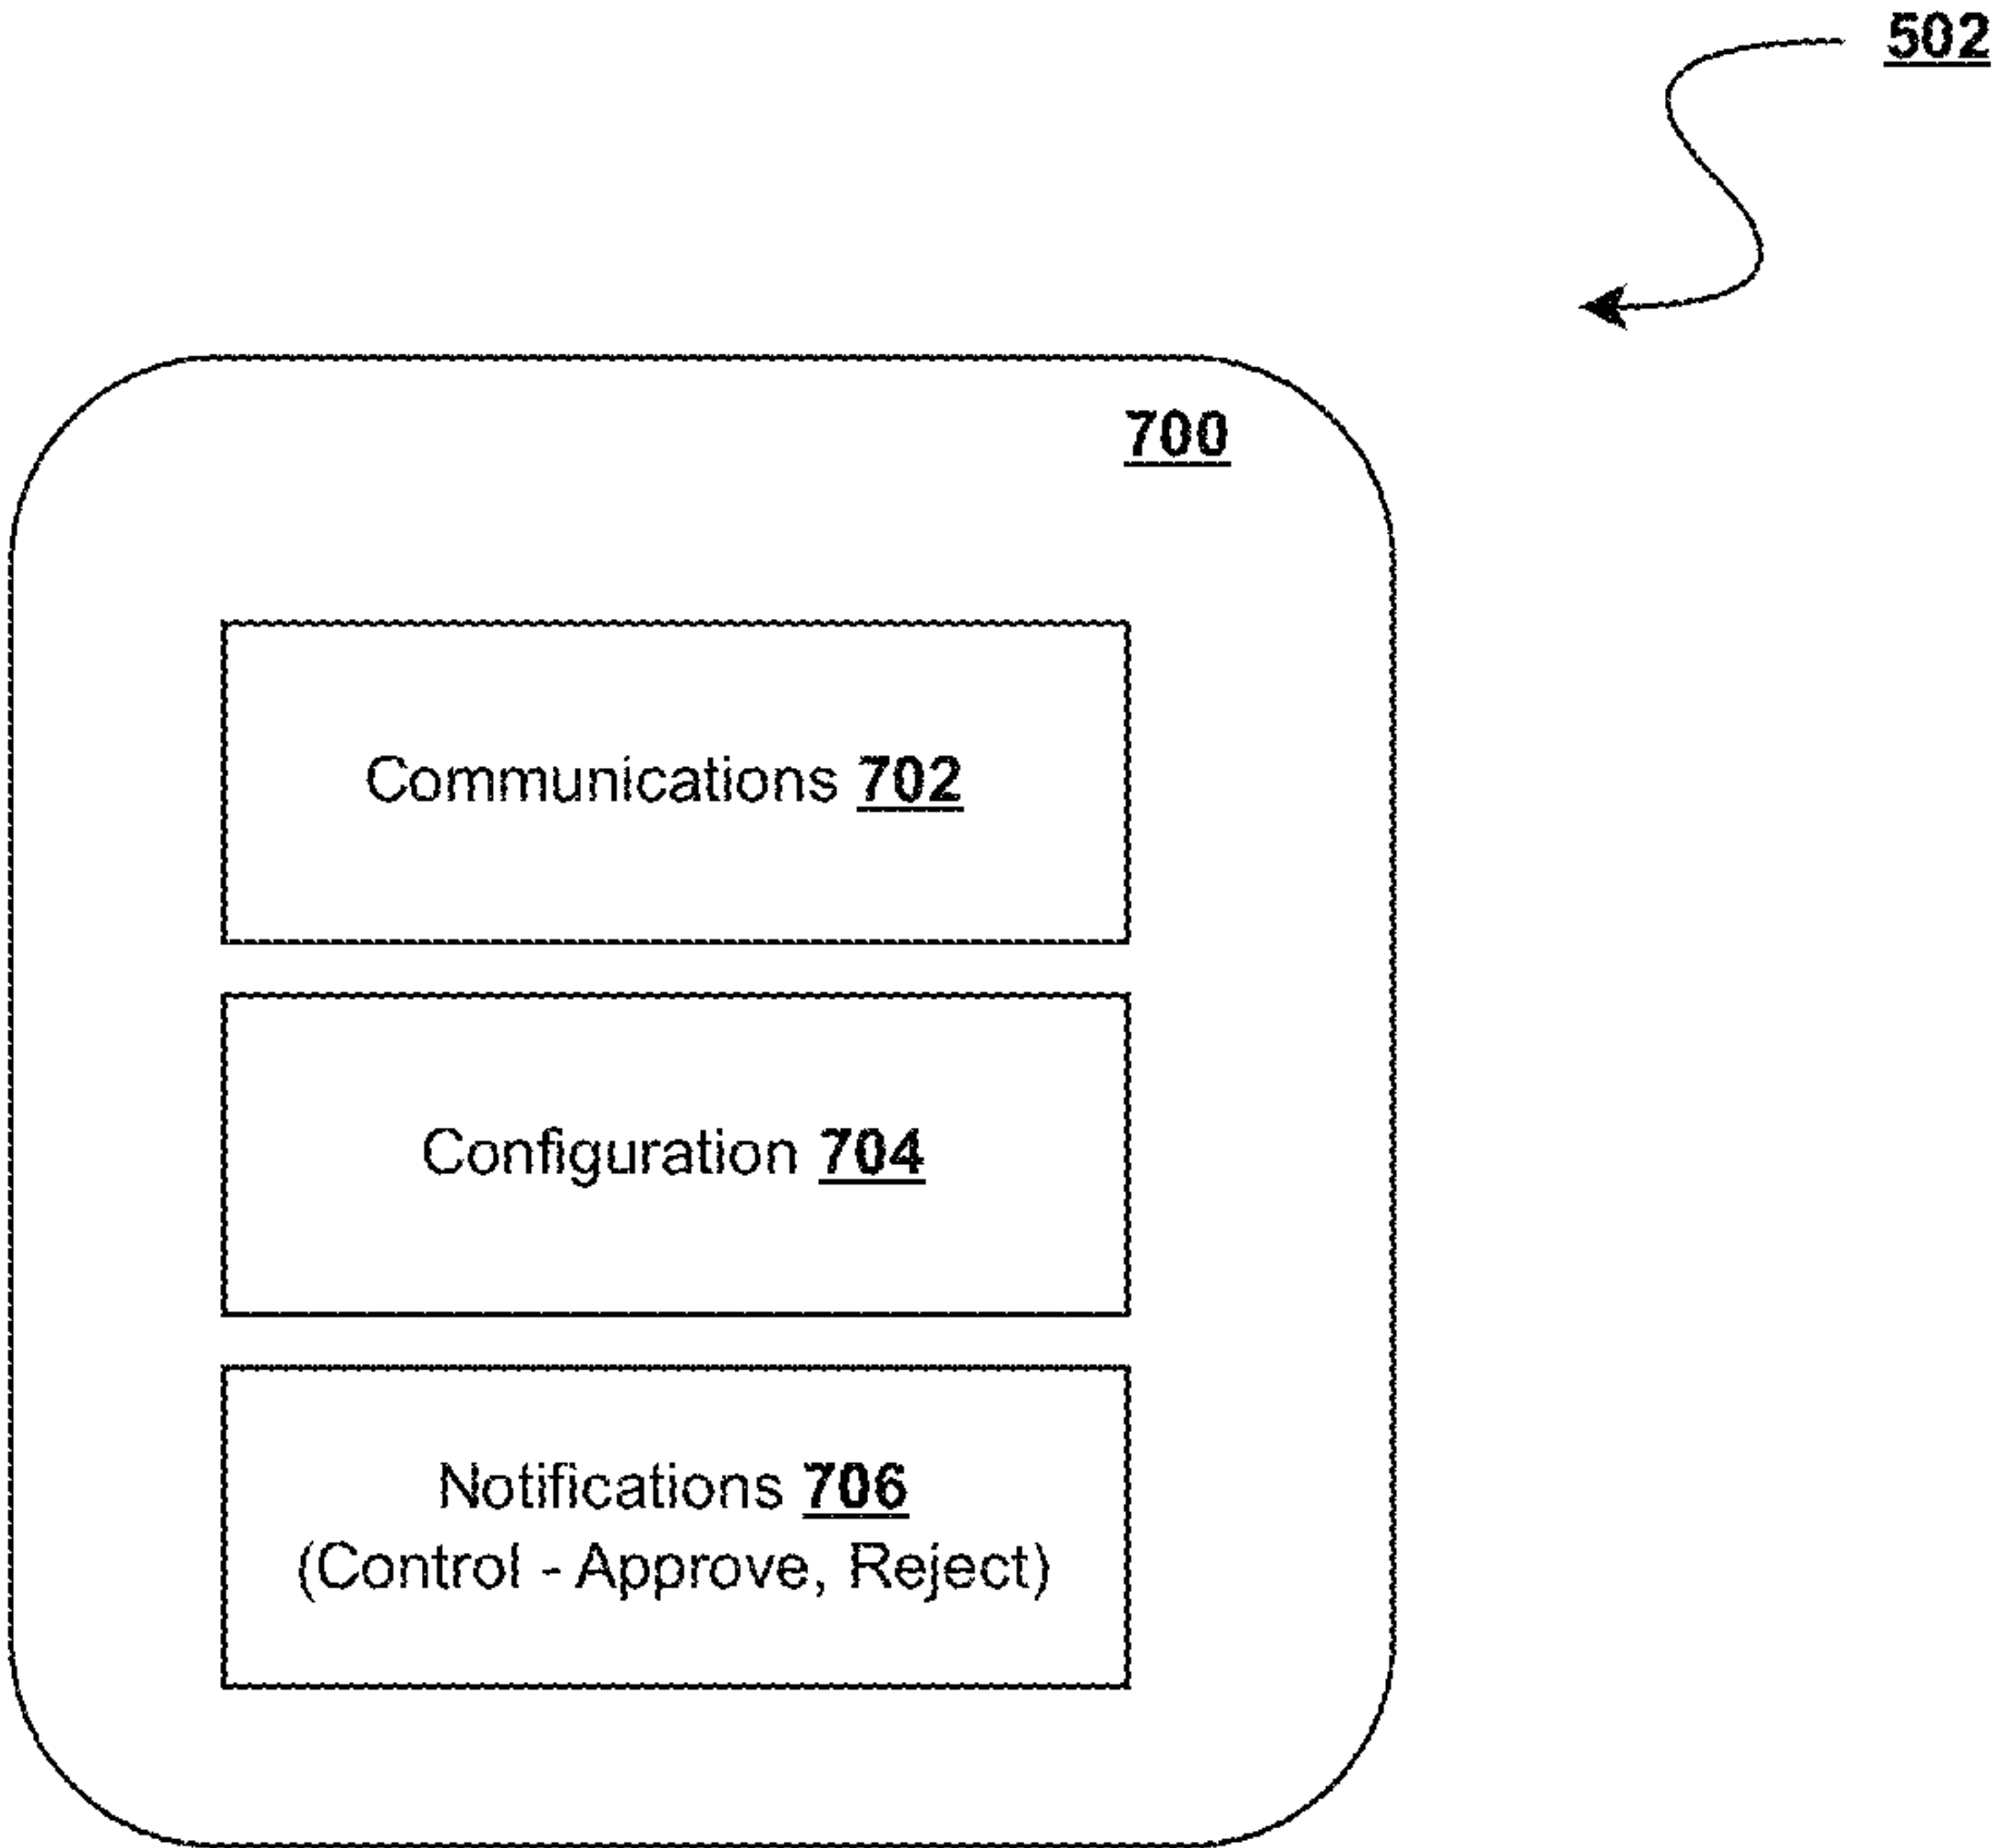 502
700
Communications 702
Configuration 704
Notifications 706
(Control - Approve, Reject)